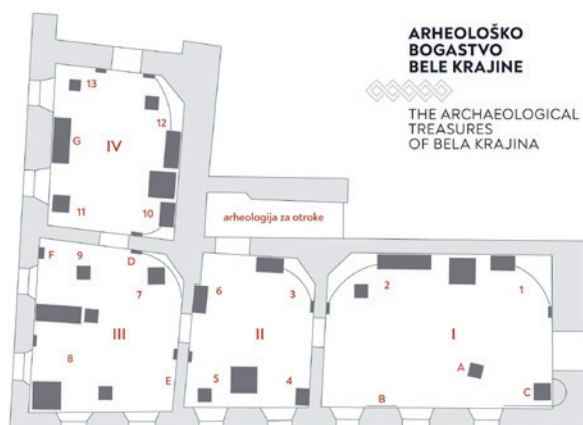 ARHEOLOŠKO
BOGASTVO
BELE KRAJINE
THE ARCHAEOLOGICAL
TREASURES
OF BELA KRAJINA
13
12
G
IV
11
10
arheologija za otroke
F
9
D
7
6
3
2
1
III
II
I
8
A
E
5
4
B
C